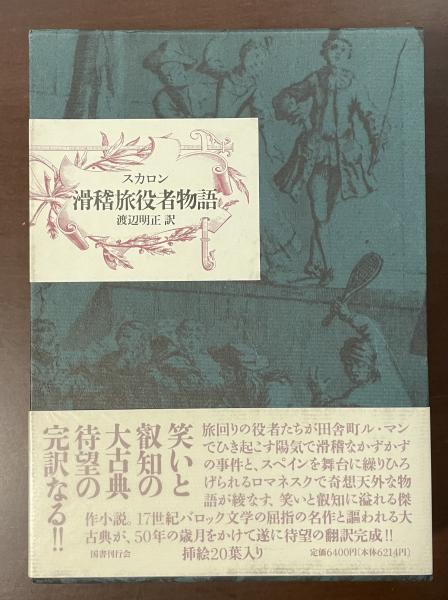 スカロン
滑稽旅役者物語
渡辺明正 訳
笑いと
叡知の
大古典
待望の
完訳なる!!
旅回りの役者たちが田舎町ル・マン
でひき起こす陽気で滑稽なかずかず
の事件と、スペインを舞台に繰りひろ
げられるロマネスクで奇想天外な物
語が綾なす、笑いと叡知に溢れる傑
作小説。17世紀バロック文学の屈指の名作と謳われる大
古典が、50年の歳月をかけて遂に待望の翻訳完成!!
国書刊行会
挿絵20葉入り
定価6400円(本体6214円)